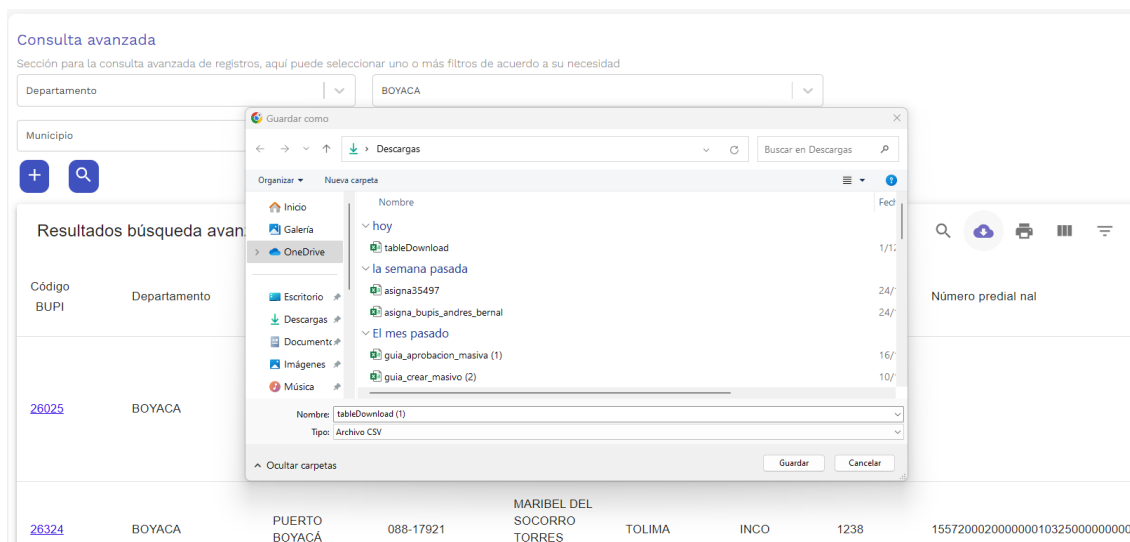 Consulta avanzada
Sección para la consulta avanzada de registros, aquí puede seleccionar uno o más filtros de acuerdo a su necesidad
Departamento
BOYACA
Municipio
Guardar como
Descargas
Buscar en Descargas
Organizar
Nueva carpeta
Inicio
Galería
OneDrive
Escritorio
Descargas
Imágenes
Música
Nombre
hoy
tableDownload
la semana pasada
asigna35497
24/
asigna_bupis_andres_bernal
24/
El mes pasado
guia_aprobacion_masiva (1)
16/
guia_crear_masivo (2)
10/
Nombre: tableDownload (1)
Tipo: Archivo CSV
Ocultar carpetas
Guardar
Cancelar
Resultados búsqueda avan
Código BUPI
Departamento
Número predial nal
26025
BOYACA
26324
BOYACA
PUERTO BOYACÁ
088-17921
MARIBEL DEL SOCORRO TORRES
TOLIMA
INCO
1238